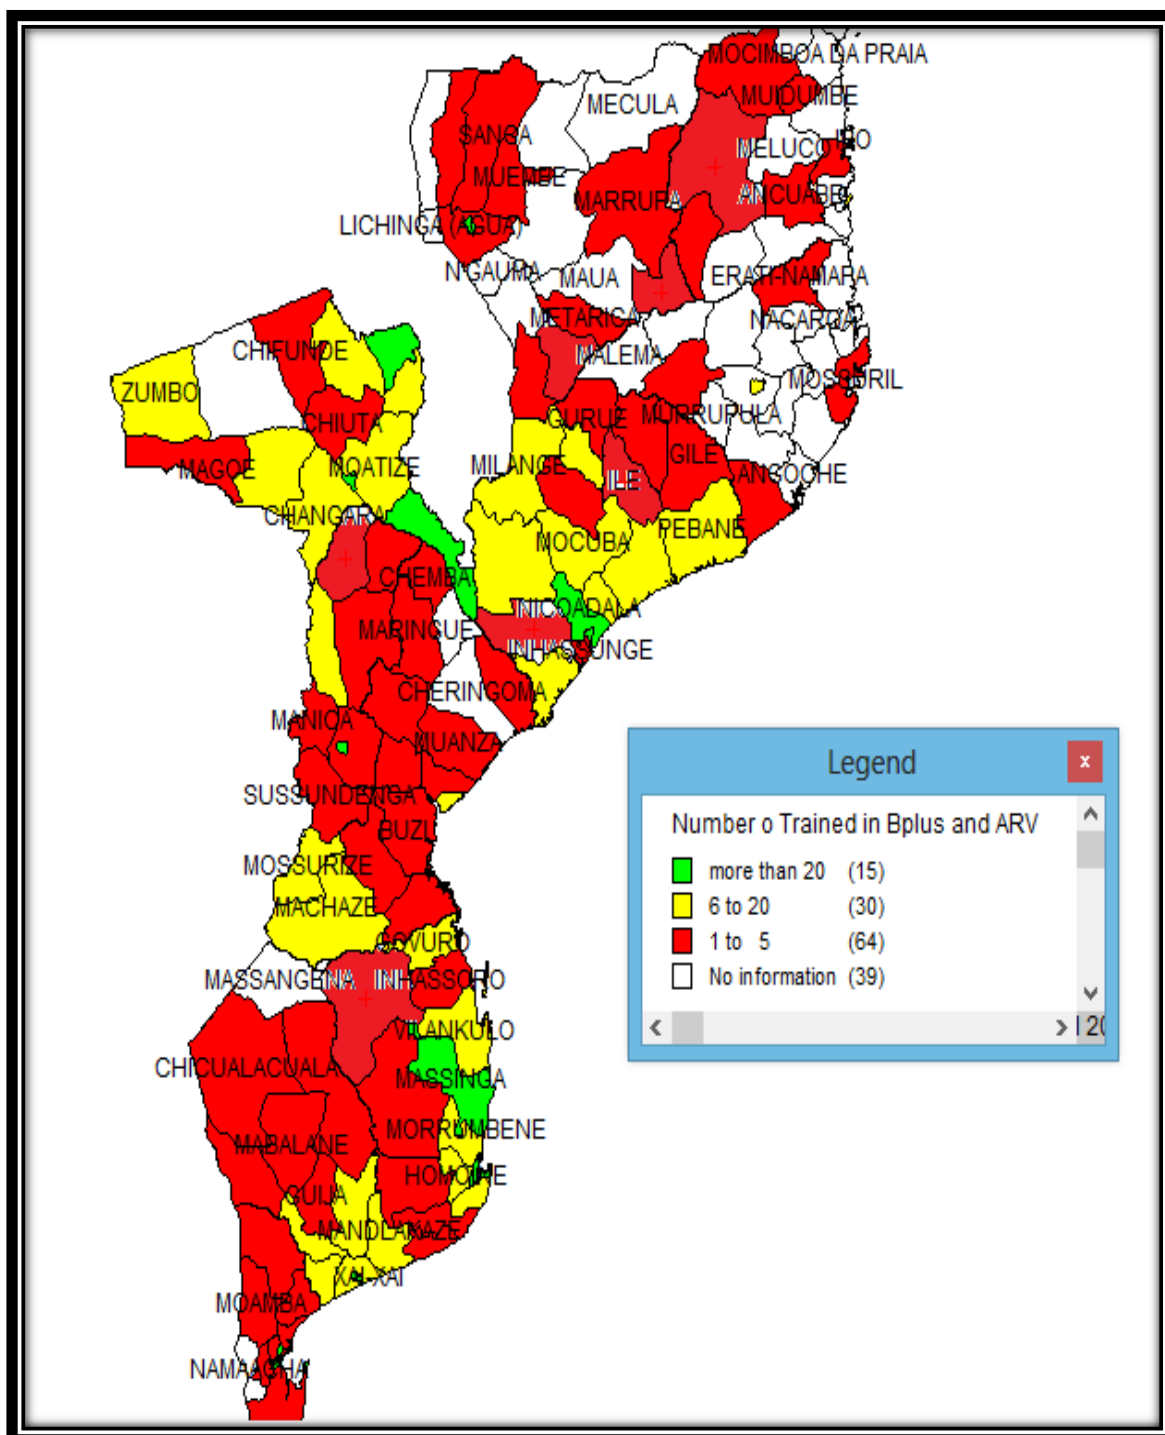 MOCIMBOA DA PRAIA
MECULA
MUIDUMBE
SANGA
MELUCO
IBO
MUEMBE
MARRUPA
ANCUABE
LICHINGA (AGUA)
N'GAUMA
MAUA
ERATI-NAMAPA
METARICA
NACAROA
CHIFUNDE
MALEMA
ZUMBO
MOSSURIL
CHIUTA
GURUE
MURRUPULA
MAGOE
MOATIZE
MILANGE
GILE
ILE
ANGOCHE
CHANGARA
MOCUBA
PEBANE
CHEMBA
NICOADALA
MARINGUE
INHASSUNGE
CHERINGOMA
MANICA
MUANZA
SUSSUNDENGA
BUZI
MOSSURIZE
MACHAZE
GOVURO
MASSANGENA
INHASSORO
VILANKULO
CHICUALACUALA
MASSINGA
MORRUMBENE
MABALANE
HOMOINE
GUIJA
MANDLAKAZE
XAI-XAI
MOAMBA
Legend
x
Number o Trained in Bplus and ARV
more than 20 (15)
6 to 20 (30)
1 to 5 (64)
No information (39)